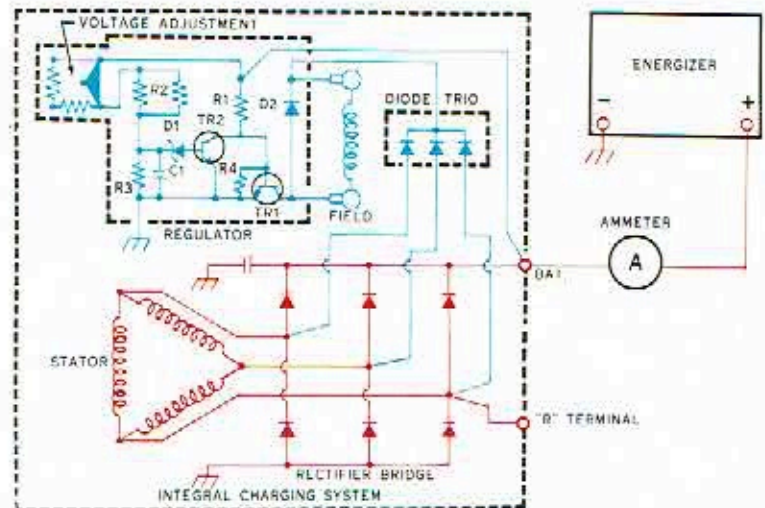 VOLTAGE ADJUSTMENT
ENERGIZER
- +
R2
R1
D2
DIODE TRIO
D1
TR2
C1
R4
R3
TR1
FIELD
REGULATOR
AMMETER
A
BAT
STATOR
"R" TERMINAL
RECTIFIER BRIDGE
INTEGRAL CHARGING SYSTEM